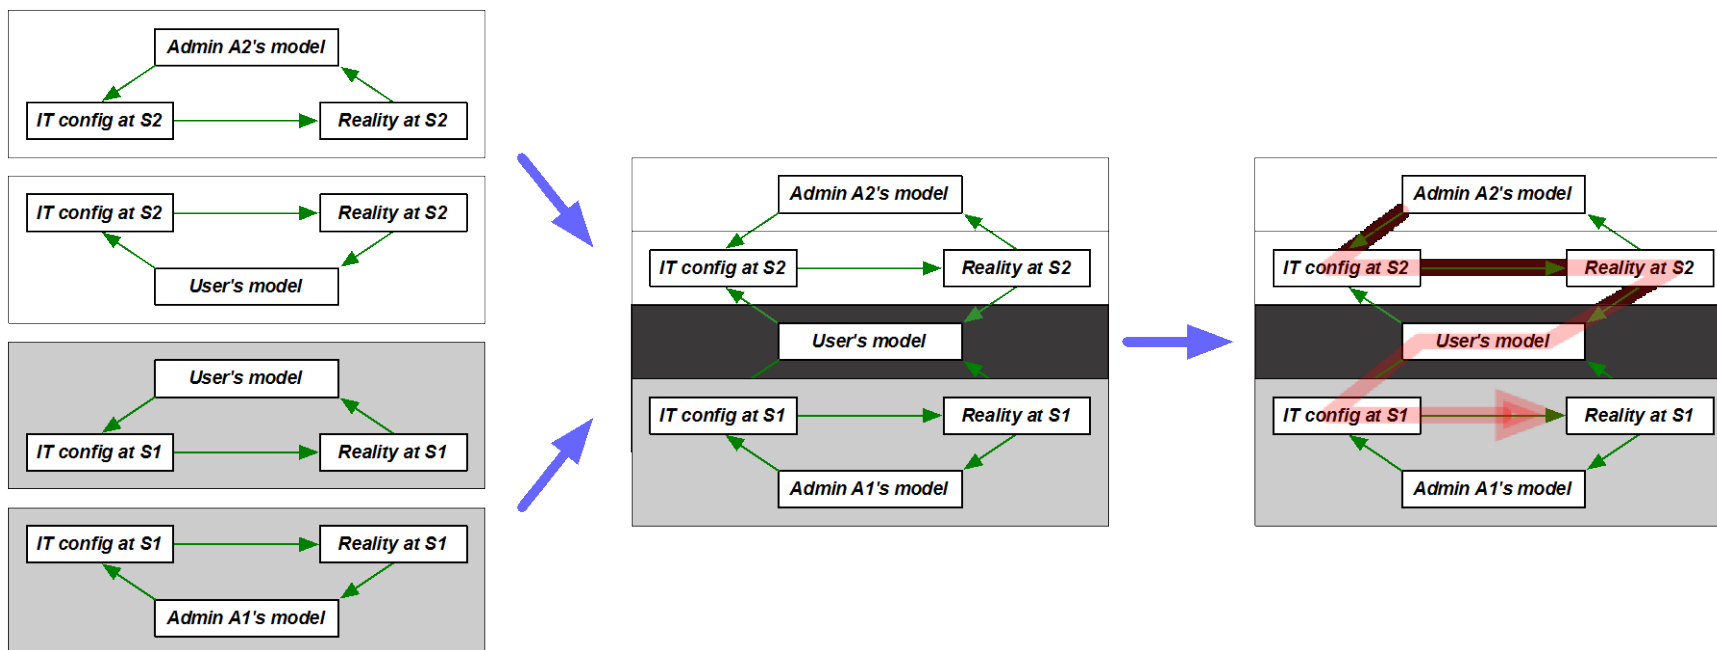 Admin A2's model
IT config at S2
Reality at S2
IT config at S2
Reality at S2
User's model
User's model
IT config at S1
Reality at S1
IT config at S1
Reality at S1
Admin A1's model
Admin A2's model
IT config at S2
Reality at S2
User's model
IT config at S1
Reality at S1
Admin A1's model
Admin A2's model
IT config at S2
Reality at S2
User's model
IT config at S1
Reality at S1
Admin A1's model